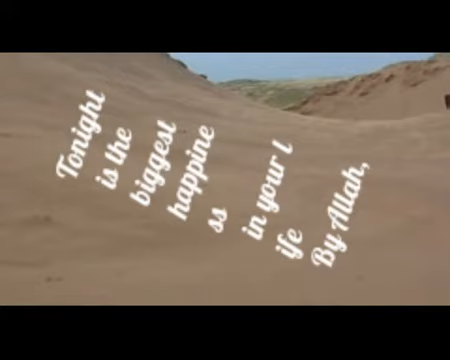 Tonight
is the
biggest
happine
ss
in your l
ife
By Allah,